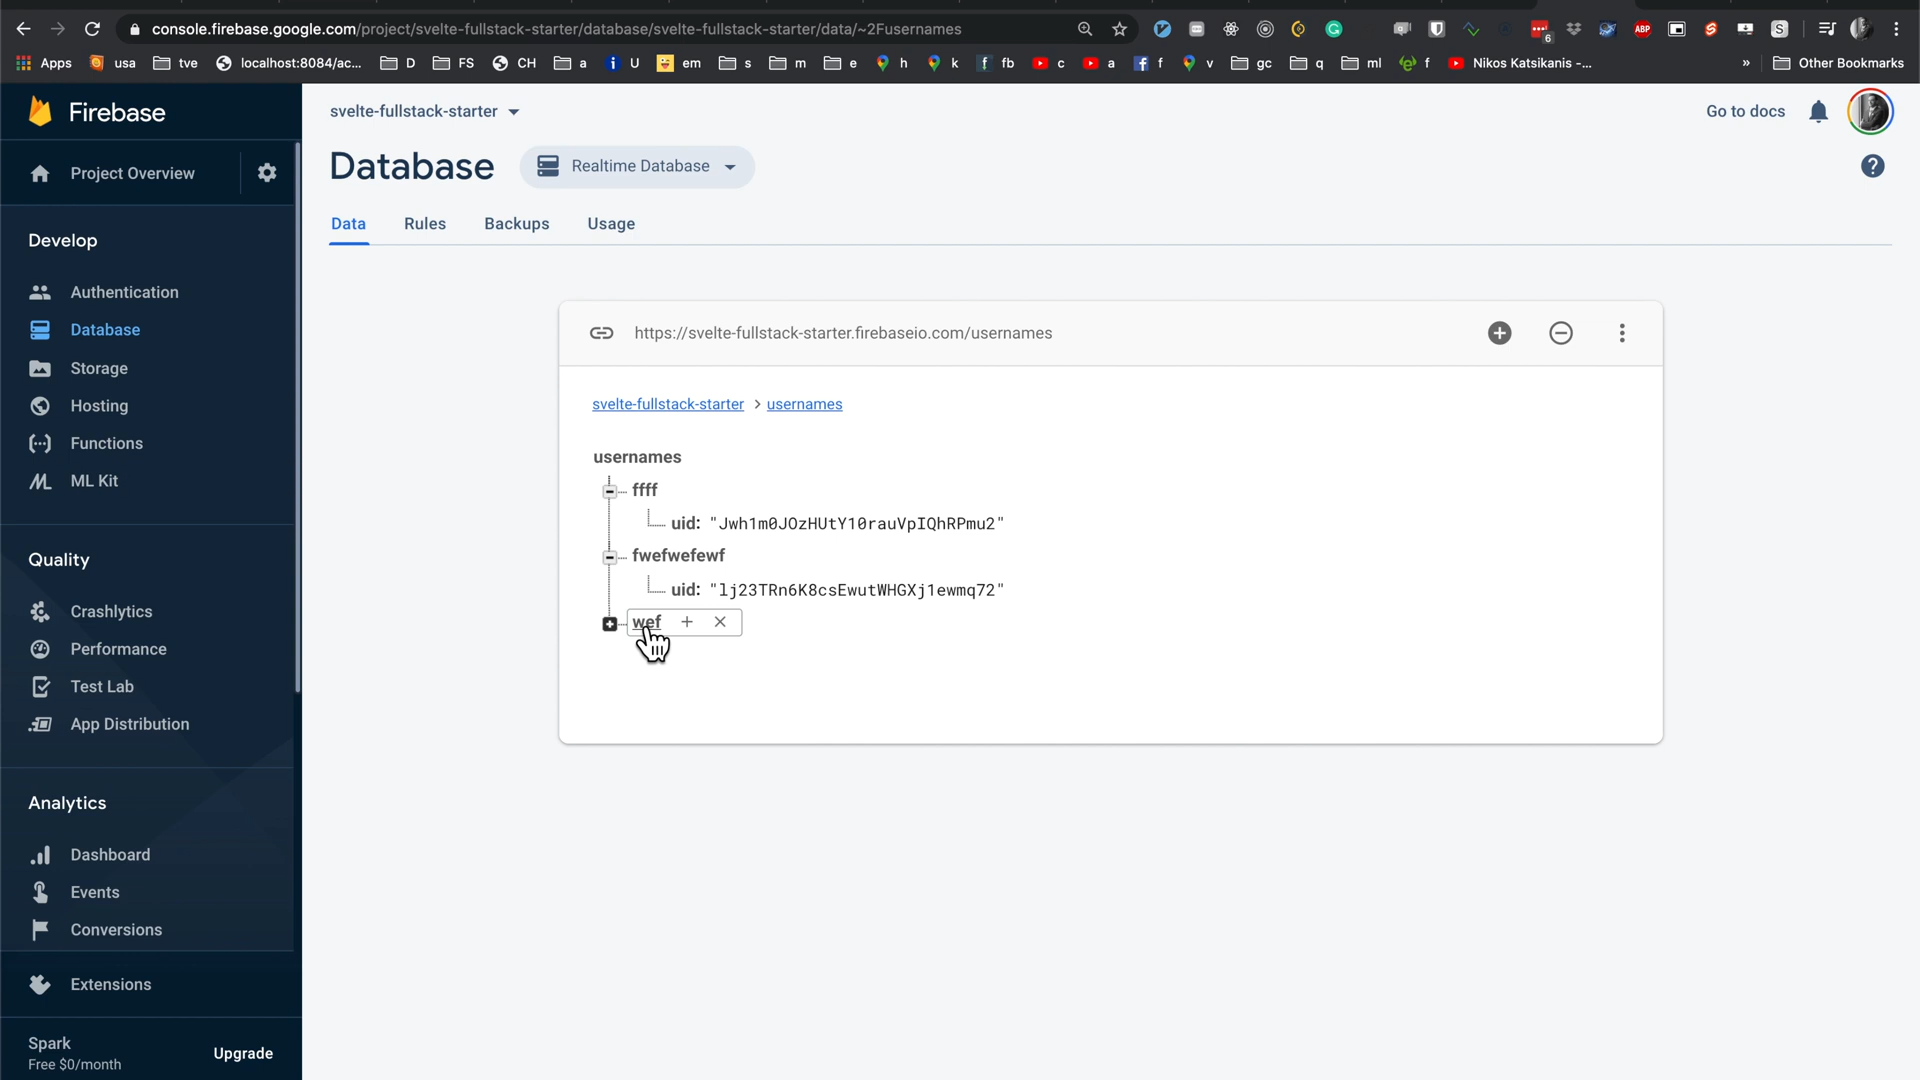 console.firebase.google.com/project/svelte-fullstack-starter/database/svelte-fullstack-starter/data/~2Fusernames
Apps usa tve localhost:8084/ac... D FS CH a U em s m e h k fb c a f v gc q ml f Nikos Katsikanis -... » Other Bookmarks
Firebase
svelte-fullstack-starter
Go to docs
Project Overview
Database
Realtime Database
Data Rules Backups Usage
Develop
Authentication
Database
Storage
Hosting
Functions
ML Kit
Quality
Crashlytics
Performance
Test Lab
App Distribution
Analytics
Dashboard
Events
Conversions
Extensions
Spark
Free $0/month
Upgrade
https://svelte-fullstack-starter.firebaseio.com/usernames
svelte-fullstack-starter > usernames
usernames
ffff
uid: "Jwh1m0JOzHUtY10rauVpIQhRPmu2"
fwefwefewf
uid: "lj23TRn6K8csEwutWHGXj1ewmq72"
wef